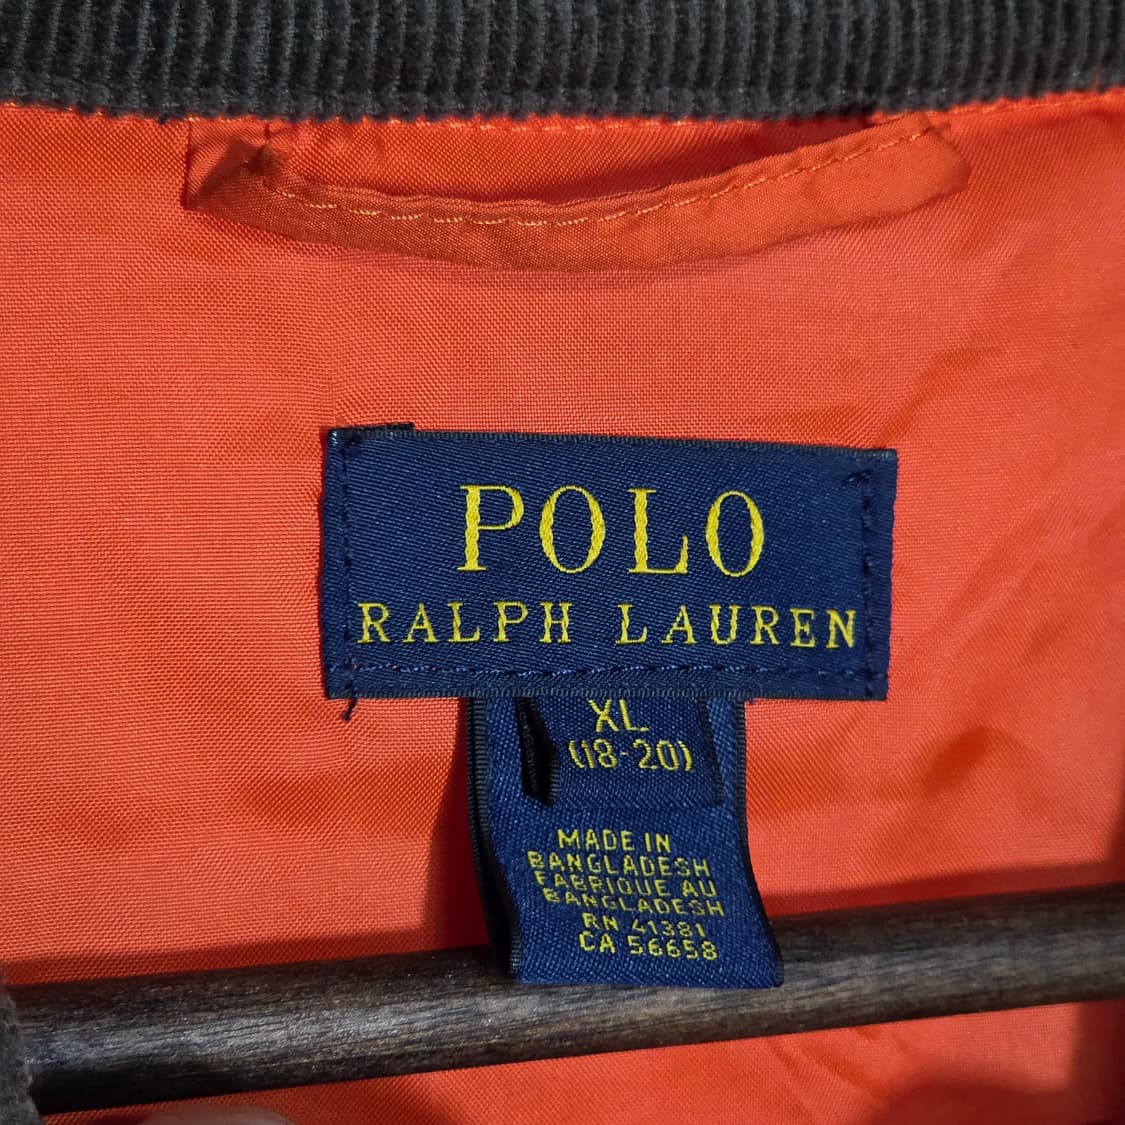 POLO
RALPH LAUREN
XL
(18-20)
MADE IN
BANGLADESH
FABRIQUE AU
BANGLADESH
RN 41381
CA 56658